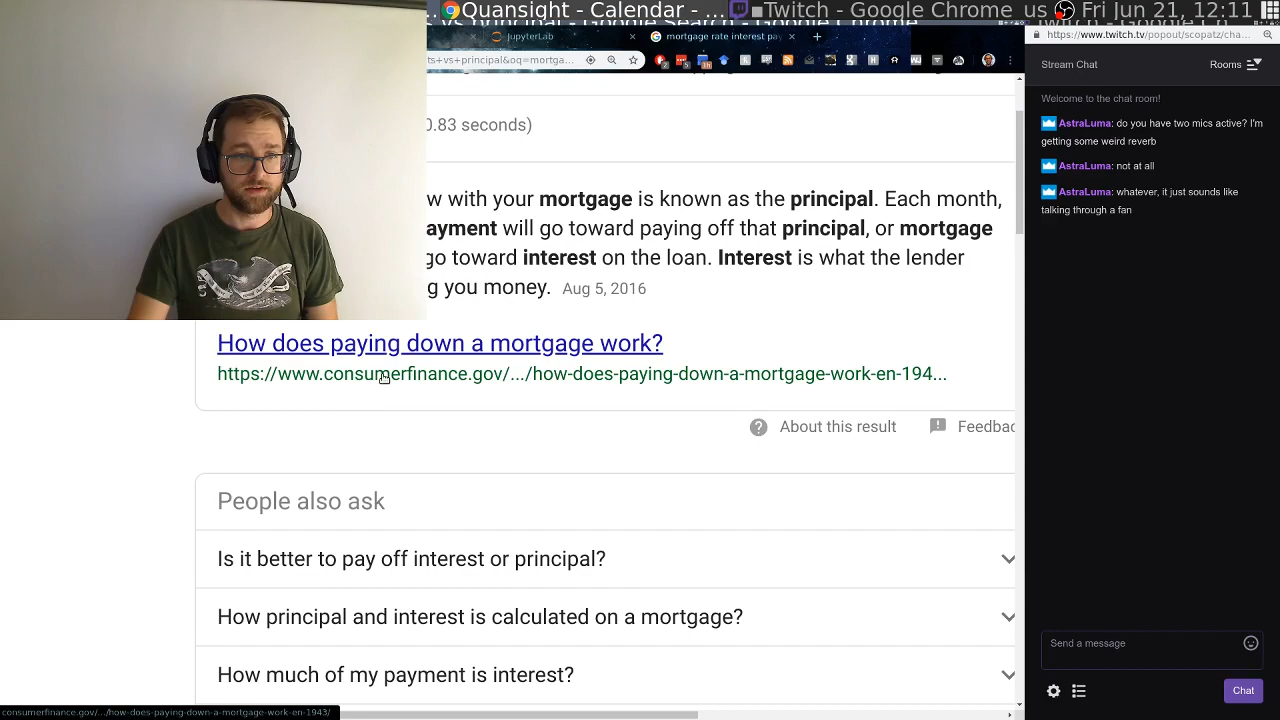 Quansight - Calendar - ...
Twitch - Google Chrome
us
Fri Jun 21, 12:11
JupyterLab
mortgage rate interest pay
https://www.twitch.tv/popout/scopatz/cha...
ts+vs+principal&oq=mortga...
0.83 seconds)
w with your mortgage is known as the principal. Each month,
ayment will go toward paying off that principal, or mortgage
go toward interest on the loan. Interest is what the lender
g you money. Aug 5, 2016
How does paying down a mortgage work?
https://www.consumerfinance.gov/.../how-does-paying-down-a-mortgage-work-en-194...
About this result
Feedbac
People also ask
Is it better to pay off interest or principal?
How principal and interest is calculated on a mortgage?
How much of my payment is interest?
consumerfinance.gov/.../how-does-paying-down-a-mortgage-work-en-1943/
Stream Chat
Rooms
Welcome to the chat room!
AstraLuma: do you have two mics active? I'm
getting some weird reverb
AstraLuma: not at all
AstraLuma: whatever, it just sounds like
talking through a fan
Send a message
Chat